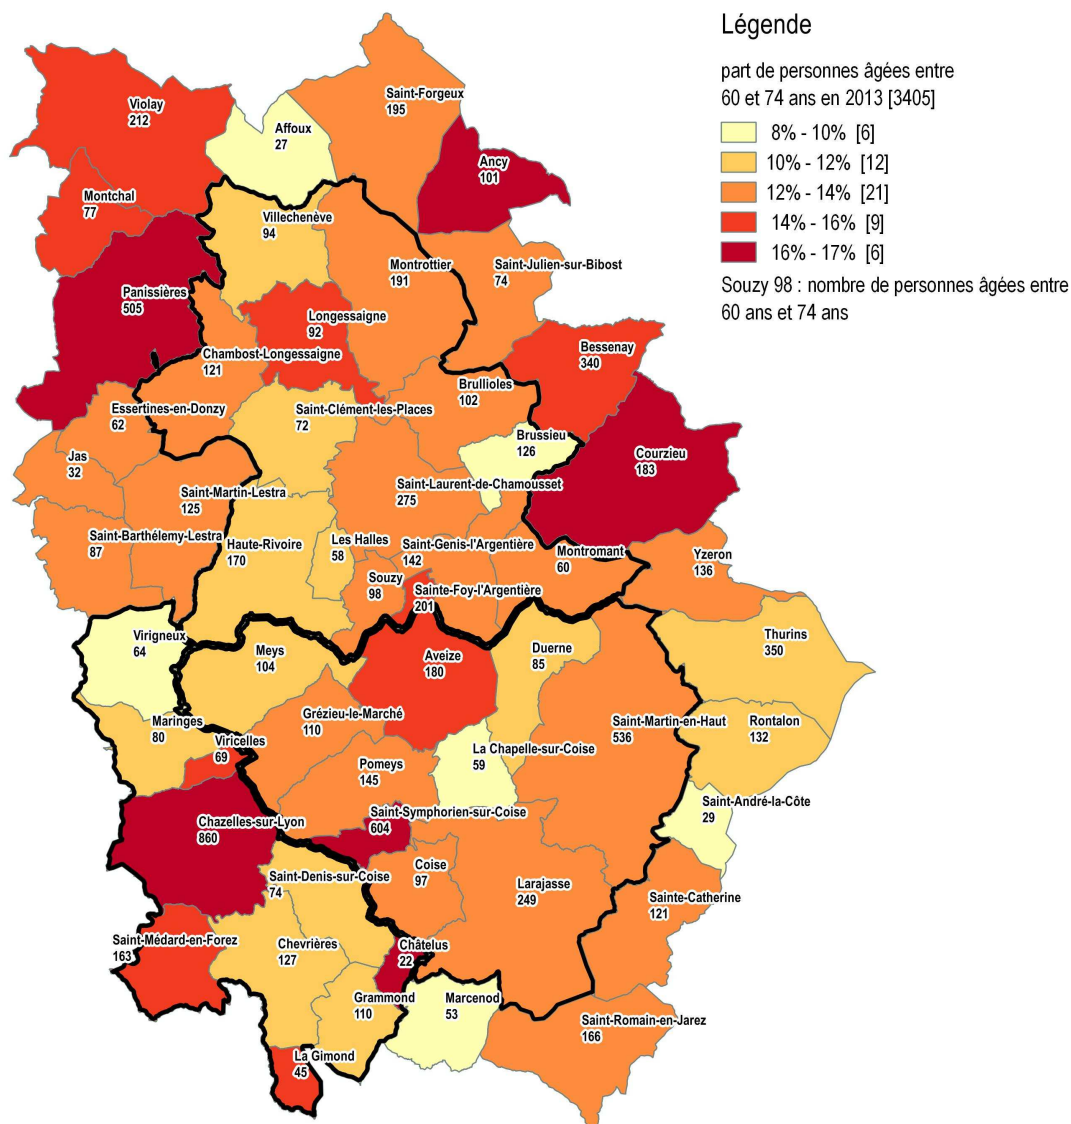 Légende
part de personnes âgées entre
60 et 74 ans en 2013 [3405]
8% - 10% [6]
10% - 12% [12]
12% - 14% [21]
14% - 16% [9]
16% - 17% [6]
Souzy 98 : nombre de personnes âgées entre
60 ans et 74 ans
Saint-Forgeux
195
Violay
212
Affoux
27
Ancy
101
Montchal
77
Villechenève
94
Montrottier
191
Saint-Julien-sur-Bibost
74
Panissières
505
Longessaigne
92
Chambost-Longessaigne
121
Bessenay
340
Brullioles
102
Essertines-en-Donzy
62
Saint-Clément-les-Places
72
Brussieu
126
Courzieu
183
Jas
32
Saint-Laurent-de-Chamousset
275
Saint-Martin-Lestra
125
Saint-Barthélemy-Lestra
87
Haute-Rivoire
170
Les Halles
58
Saint-Genis-l'Argentière
142
Montromant
60
Yzeron
136
Souzy
98
Sainte-Foy-l'Argentière
201
Virigneux
64
Meys
104
Aveize
180
Duerne
85
Thurins
350
Maringes
80
Grézieu-le-Marché
110
Saint-Martin-en-Haut
536
Rontalon
132
Viricelles
69
La Chapelle-sur-Coise
59
Pomeys
145
Saint-André-la-Côte
29
Chazelles-sur-Lyon
860
Saint-Symphorien-sur-Coise
604
Saint-Denis-sur-Coise
74
Coise
97
Larajasse
249
Sainte-Catherine
121
Saint-Médard-en-Forez
163
Chevrières
127
Châtelus
22
Grammond
110
Marcenod
53
Saint-Romain-en-Jarez
166
La Gimond
45